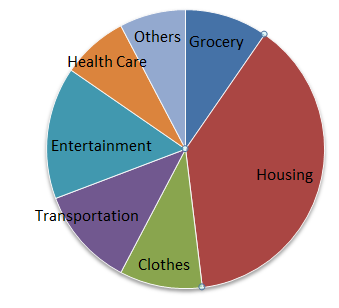 Others
Grocery
Health Care
Entertainment
Housing
Transportation
Clothes